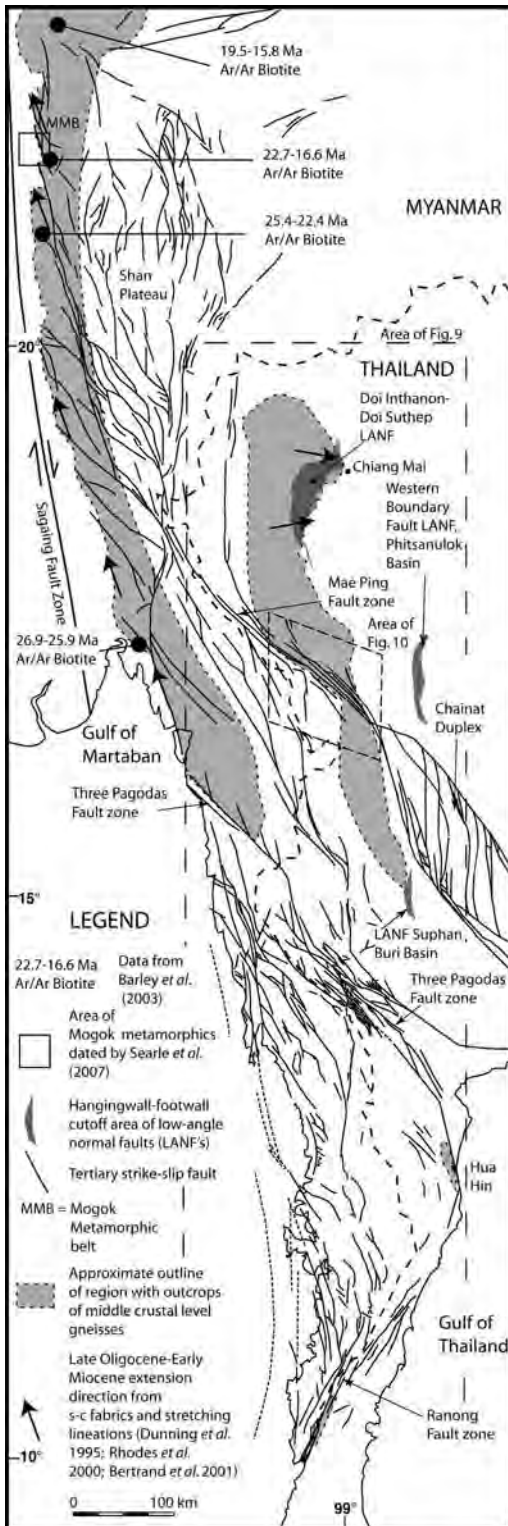 19.5-15.8 Ma
Ar/Ar Biotite
MMB
22.7-16.6 Ma
Ar/Ar Biotite
MYANMAR
25.4-22.4 Ma
Ar/Ar Biotite
Shan
Plateau
20°
Area of Fig. 9
THAILAND
Doi Inthanon-
Doi Suthep
LANF
Chiang Mai
Western
Boundary
Fault LANF,
Phitsanulok
Basin
Sagaing Fault Zone
Mae Ping
Fault zone
Area of
Fig. 10
26.9-25.9 Ma
Ar/Ar Biotite
Chainat
Duplex
Gulf of
Martaban
Three Pagodas
Fault zone
15°
LEGEND
LANF Suphan
Buri Basin
22.7-16.6 Ma
Ar/Ar Biotite
Data from
Barley et al.
(2003)
Three Pagodas
Fault zone
Area of
Mogok metamorphics
dated by Searle et al.
(2007)
Hangingwall-footwall
cutoff area of low-angle
normal faults (LANF's)
Hua
Hin
Tertiary strike-slip fault
MMB = Mogok
Metamorphic
belt
Approximate outline
of region with outcrops
of middle crustal level
gneisses
Gulf of
Thailand
Late Oligocene-Early
Miocene extension
direction from
s-c fabrics and stretching
lineations (Dunning et al.
1995; Rhodes et al.
2000; Bertrand et al. 2001)
Ranong
Fault zone
10°
0 100 km
99°